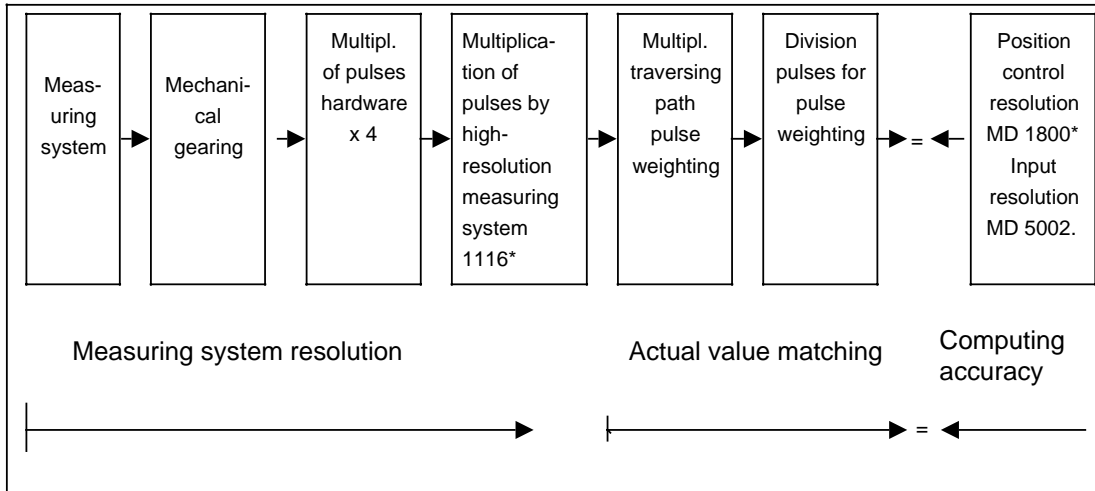 Meas-
uring
system
Mechani-
cal
gearing
Multipl.
of pulses
hardware
x 4
Multiplica-
tion of
pulses by
high-
resolution
measuring
system
1116*
Multipl.
traversing
path
pulse
weighting
Division
pulses for
pulse
weighting
=
Position
control
resolution
MD 1800*
Input
resolution
MD 5002.
Measuring system resolution
Actual value matching
Computing
accuracy
=